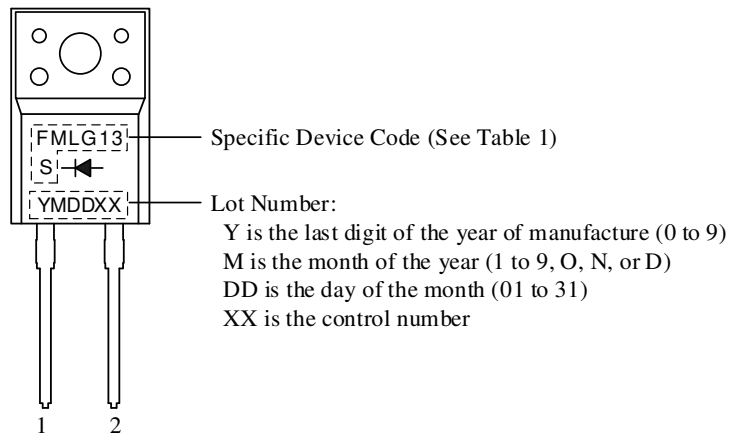 FMLG13
Specific Device Code (See Table 1)
S
YMDDXX
Lot Number:
Y is the last digit of the year of manufacture (0 to 9)
M is the month of the year (1 to 9, O, N, or D)
DD is the day of the month (01 to 31)
XX is the control number
1 2